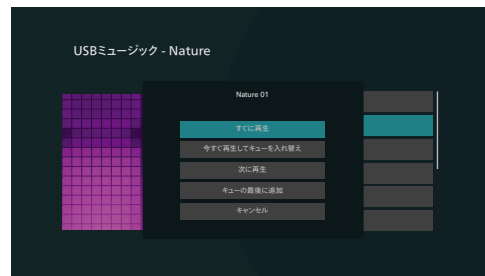 USBミュージック - Nature
Nature 01
すぐに再生
今すぐ再生してキューを入れ替え
次に再生
キューの最後に追加
キャンセル